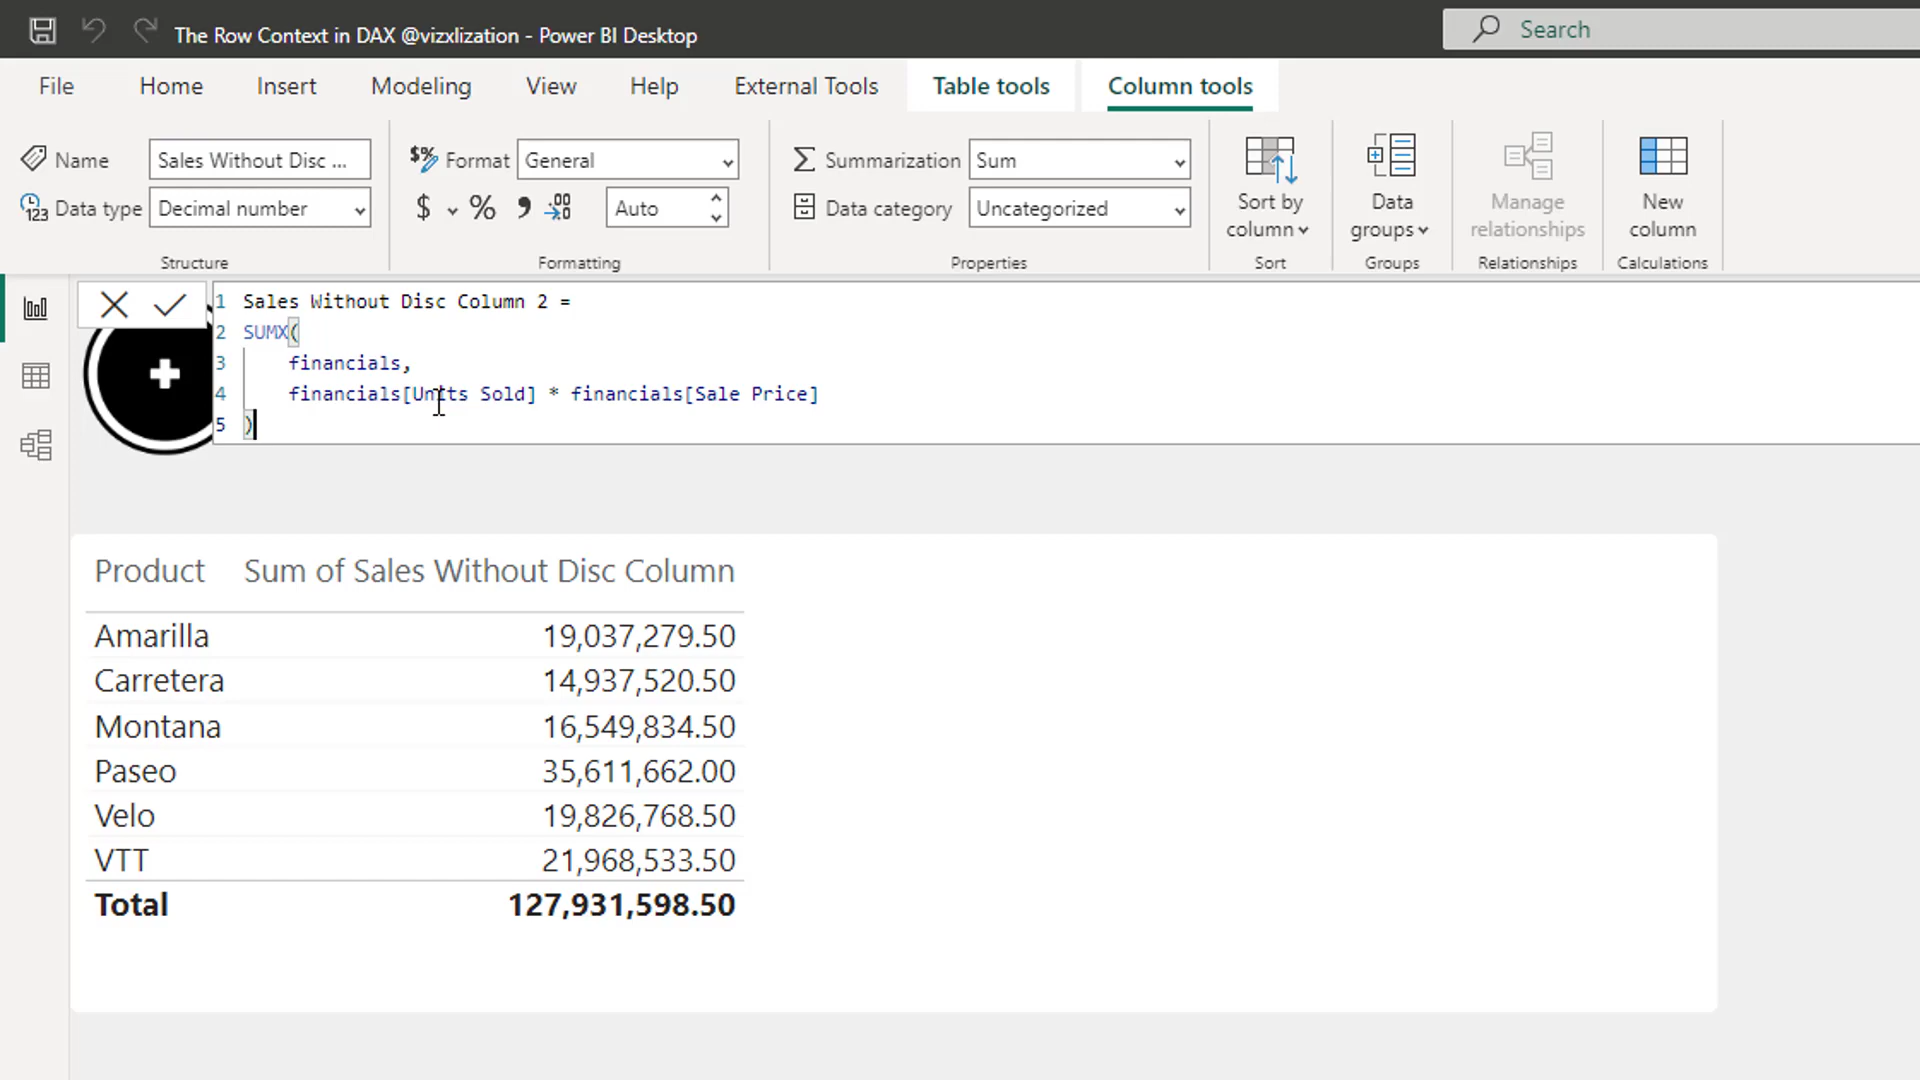 The Row Context in DAX @vizxlization - Power BI Desktop
Search
File Home Insert Modeling View Help External Tools Table tools Column tools
Name Sales Without Disc ...
Data type Decimal number
Structure
Format General
$ % 9 .00 Auto
Formatting
Summarization Sum
Data category Uncategorized
Properties
Sort by
column
Sort
Data
groups
Groups
Manage
relationships
Relationships
New
column
Calculations
1 Sales Without Disc Column 2 =
2 SUMX(
3 financials,
4 financials[Units Sold] * financials[Sale Price]
5 )
Product Sum of Sales Without Disc Column
Amarilla 19,037,279.50
Carretera 14,937,520.50
Montana 16,549,834.50
Paseo 35,611,662.00
Velo 19,826,768.50
VTT 21,968,533.50
Total 127,931,598.50